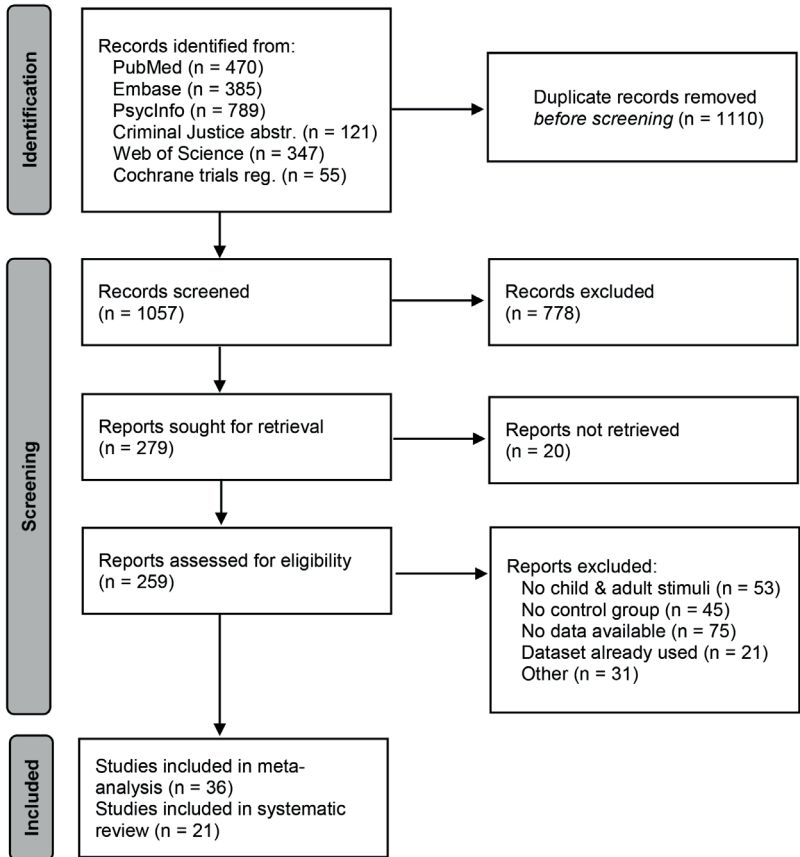 Identification
Records identified from:
PubMed (n = 470)
Embase (n = 385)
PsycInfo (n = 789)
Criminal Justice abstr. (n = 121)
Web of Science (n = 347)
Cochrane trials reg. (n = 55)
Duplicate records removed
before screening (n = 1110)
Screening
Records screened
(n = 1057)
Records excluded
(n = 778)
Reports sought for retrieval
(n = 279)
Reports not retrieved
(n = 20)
Reports assessed for eligibility
(n = 259)
Reports excluded:
No child & adult stimuli (n = 53)
No control group (n = 45)
No data available (n = 75)
Dataset already used (n = 21)
Other (n = 31)
Included
Studies included in meta-
analysis (n = 36)
Studies included in systematic
review (n = 21)